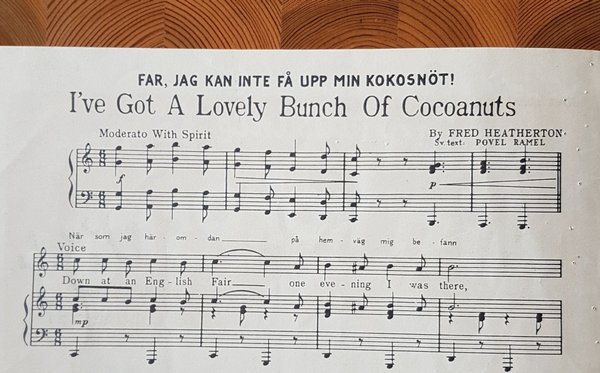 FAR, JAG KAN INTE FÅ UPP MIN KOKOSNÖT!
I've Got A Lovely Bunch Of Cocoanuts
Moderato With Spirit
By FRED HEATHERTON
Sv. text: POVEL RAMEL
f
p
När som jag här - om - dan____ på hem - väg mig be - fann
Voice
Down at an Eng - lish Fair____ one eve - ning I was there,
mp